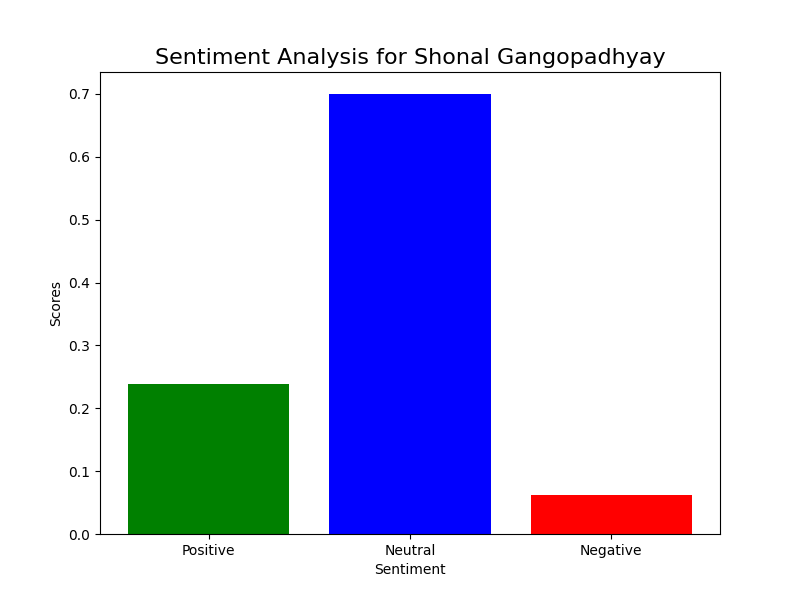 Sentiment Analysis for Shonal Gangopadhyay
0.7
0.6
0.5
0.4
0.3
0.2
0.1
0.0
Scores
Positive
Neutral
Negative
Sentiment